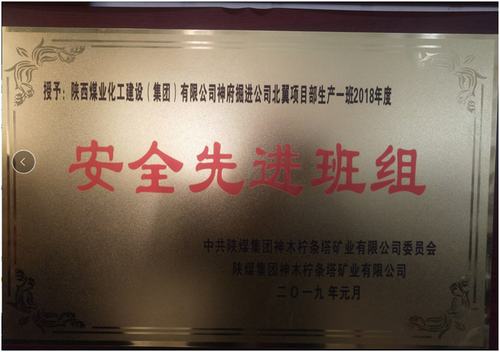 授予：陕西煤业化工建设（集团）有限公司神府掘进公司北翼项目部生产一班2018年度
安全先进班组
中共陕煤集团神木柠条塔矿业有限公司委员会
陕煤集团神木柠条塔矿业有限公司
二〇一九年元月